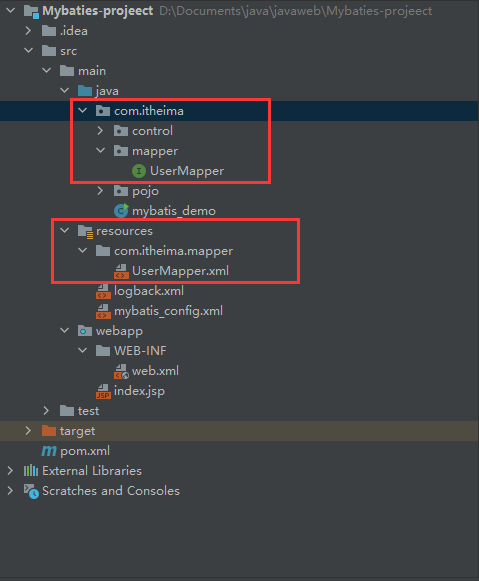 Mybaties-projeect D:\Documents\java\javaweb\Mybaties-projeect
.idea
src
main
java
com.itheima
control
mapper
UserMapper
pojo
mybatis_demo
resources
com.itheima.mapper
UserMapper.xml
logback.xml
mybatis_config.xml
webapp
WEB-INF
web.xml
index.jsp
test
target
pom.xml
External Libraries
Scratches and Consoles